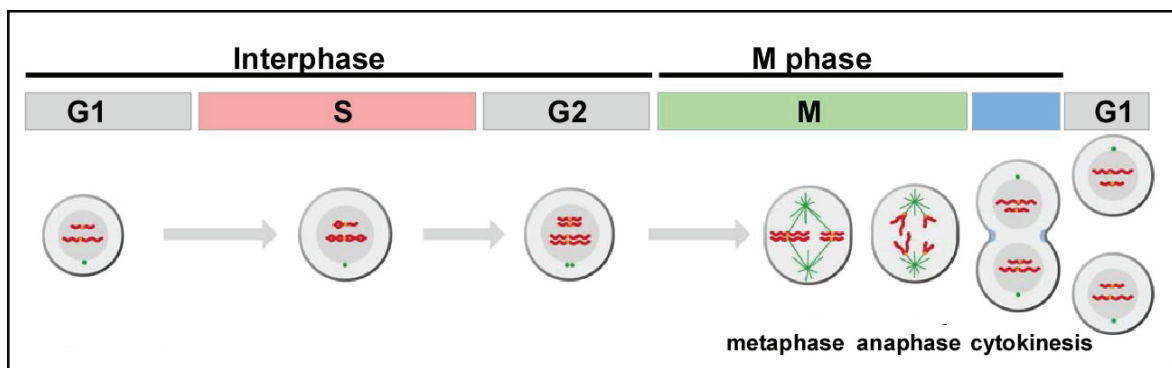 Interphase M phase
G1 S G2 M G1
metaphase anaphase cytokinesis